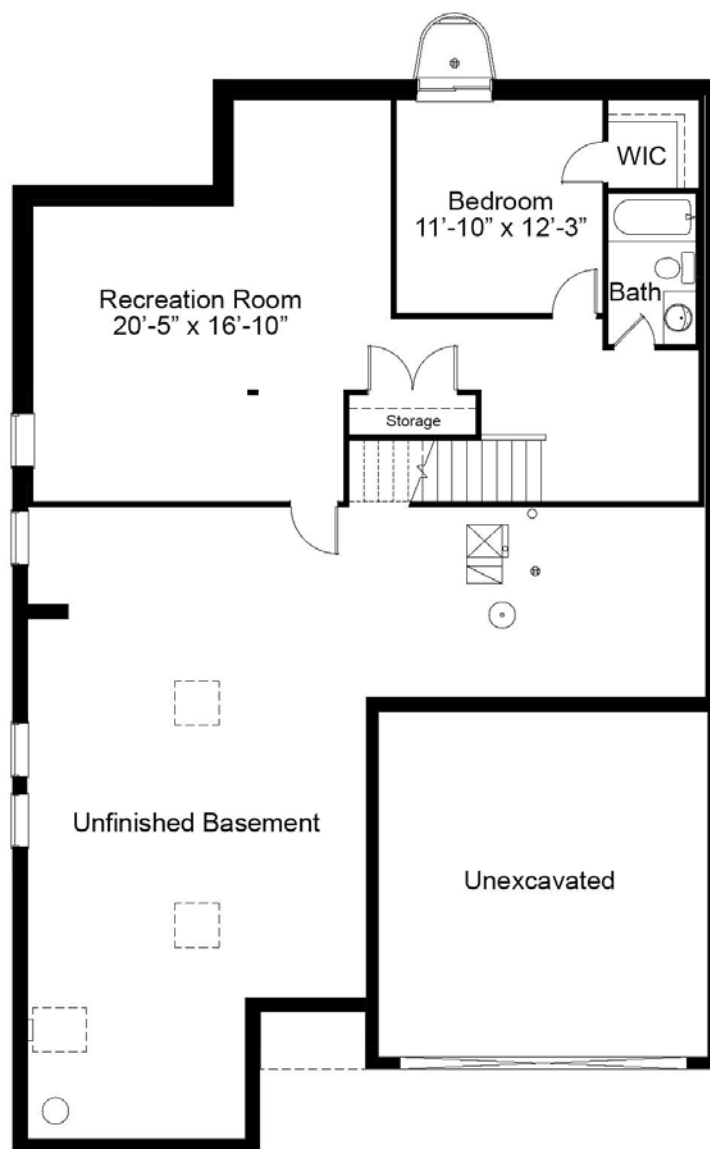 WIC
Bedroom
11’-10” x 12’-3”
Recreation Room
20’-5” x 16’-10”
Bath
Storage
Unfinished Basement
Unexcavated